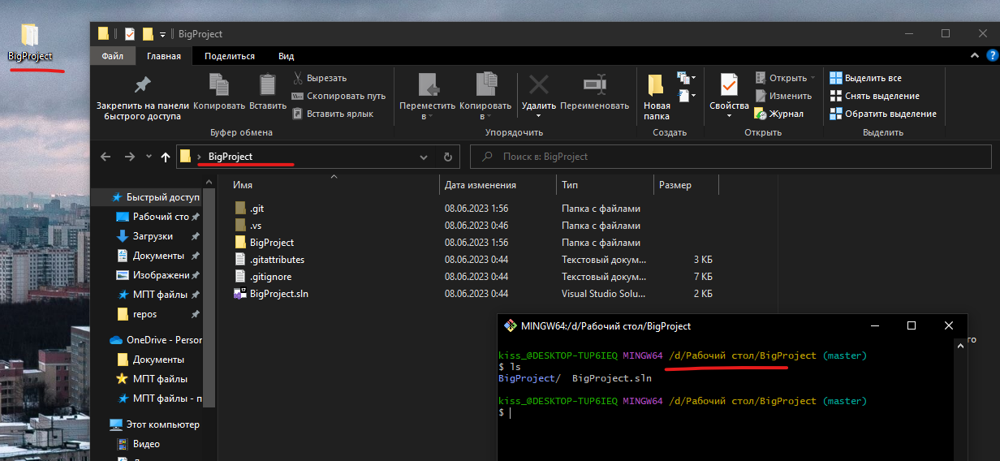 BigProject
BigProject
Файл Главная Поделиться Вид
Закрепить на панели быстрого доступа
Копировать
Вставить
Вырезать
Скопировать путь
Вставить ярлык
Буфер обмена
Переместить в
Копировать в
Удалить
Переименовать
Упорядочить
Новая папка
Создать
Свойства
Открыть
Изменить
Журнал
Открыть
Выделить все
Снять выделение
Обратить выделение
Выделить
BigProject
Поиск в: BigProject
Имя Дата изменения Тип Размер
.git 08.06.2023 1:56 Папка с файлами
.vs 08.06.2023 0:46 Папка с файлами
BigProject 08.06.2023 1:56 Папка с файлами
.gitattributes 08.06.2023 0:44 Текстовый докум... 3 КБ
.gitignore 08.06.2023 0:44 Текстовый докум... 7 КБ
BigProject.sln 08.06.2023 0:44 Visual Studio Solu... 2 КБ
Быстрый доступ
Рабочий сто
Загрузки
Документы
Изображени
МПТ файлы
repos
OneDrive - Person
Документы
МПТ файлы
МПТ файлы - п
Этот компьютер
Видео
MINGW64:/d/Рабочий стол/BigProject
kiss_@DESKTOP-TUP6IEQ MINGW64 /d/Рабочий стол/BigProject (master)
$ ls
BigProject/ BigProject.sln
kiss_@DESKTOP-TUP6IEQ MINGW64 /d/Рабочий стол/BigProject (master)
$